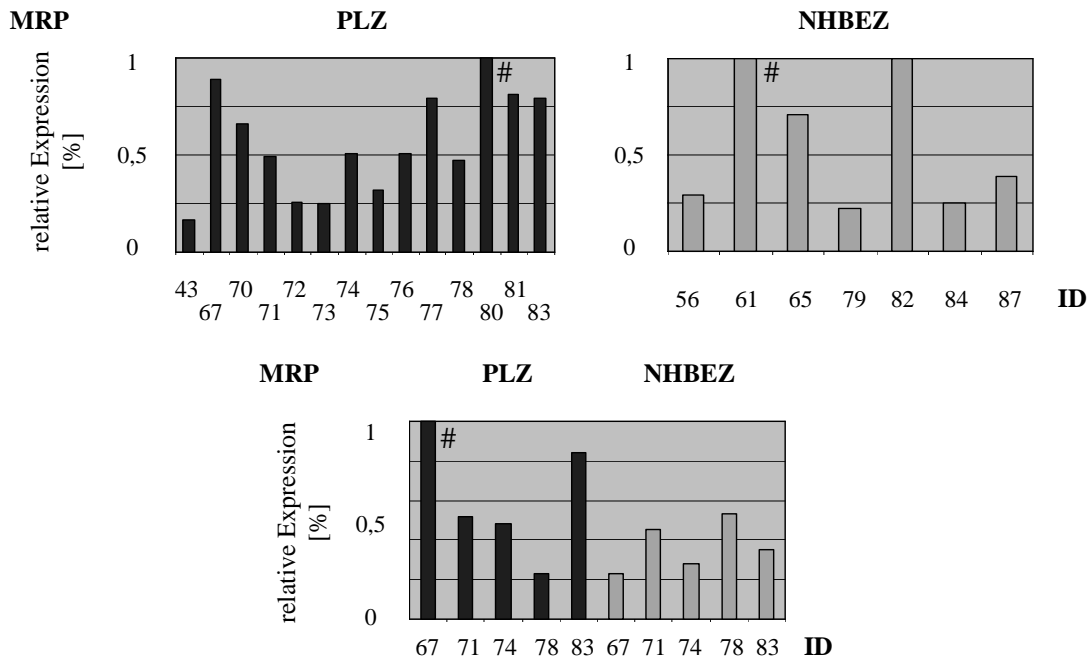 MRP PLZ NHBEZ
relative Expression
[%]
1
0,5
0
#
43 70 72 74 76 78 81
67 71 73 75 77 80 83
1
0,5
0
#
56 61 65 79 82 84 87 ID
MRP PLZ NHBEZ
relative Expression
[%]
1
0,5
0
#
67 71 74 78 83 67 71 74 78 83 ID